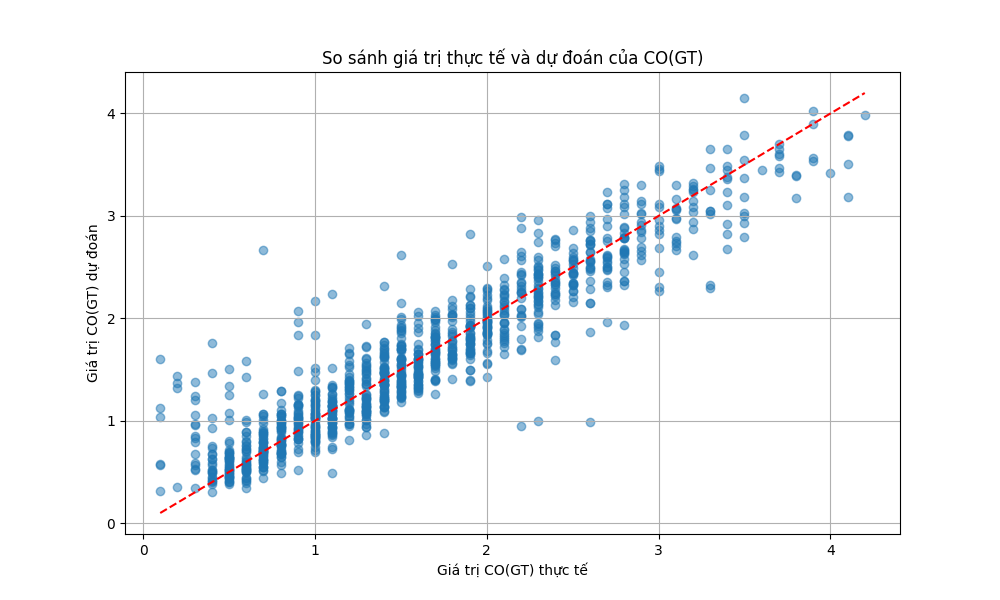 So sánh giá trị thực tế và dự đoán của CO(GT)
Giá trị CO(GT) dự đoán
4
3
2
1
0
0 1 2 3 4
Giá trị CO(GT) thực tế